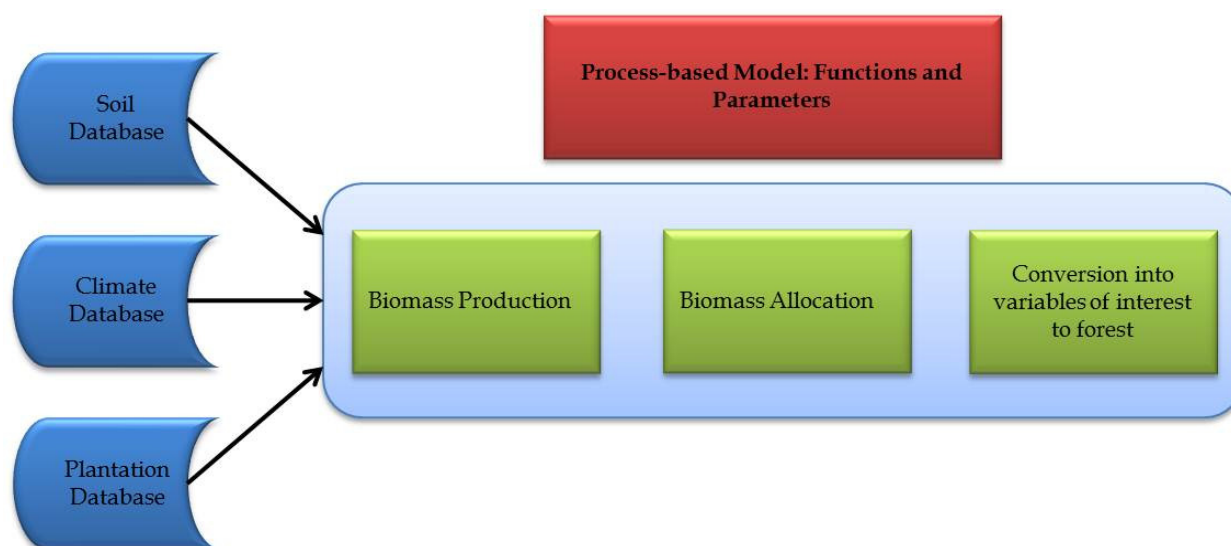 Process-based Model: Functions and
Parameters
Soil
Database
Climate
Database
Plantation
Database
Biomass Production
Biomass Allocation
Conversion into
variables of interest
to forest